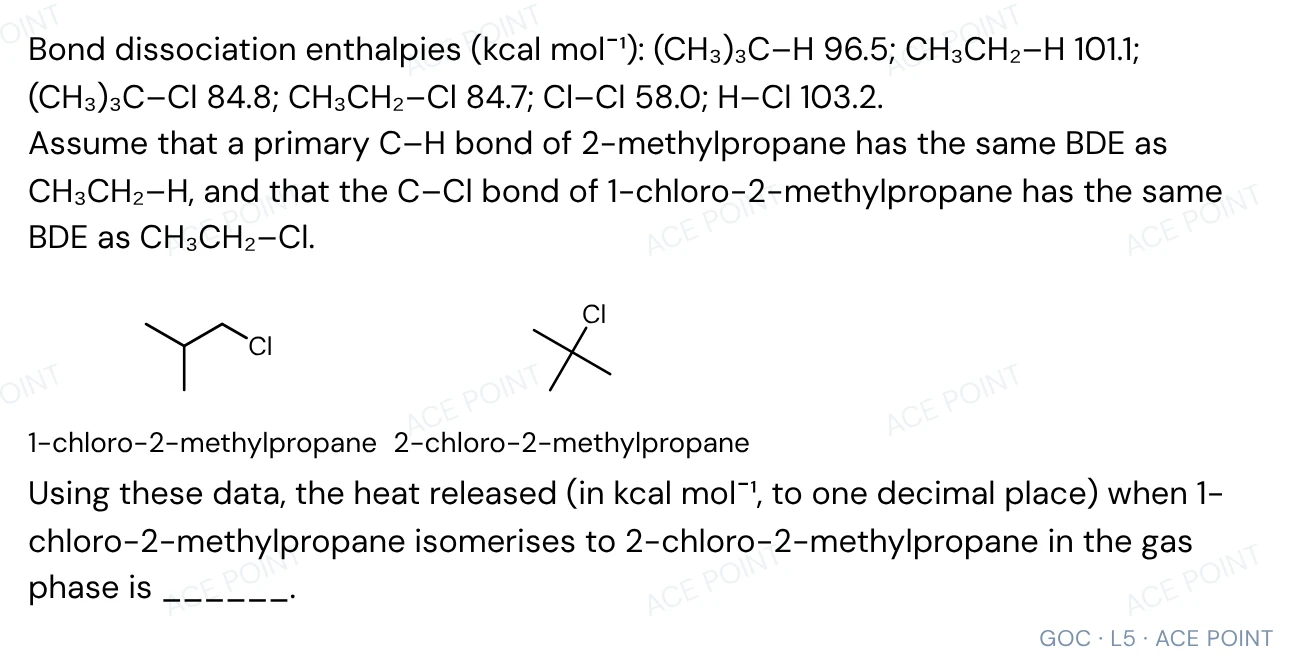 Bond dissociation enthalpies (kcal mol⁻¹): (CH₃)₃C–H 96.5; CH₃CH₂–H 101.1;
(CH₃)₃C–Cl 84.8; CH₃CH₂–Cl 84.7; Cl–Cl 58.0; H–Cl 103.2.
Assume that a primary C–H bond of 2-methylpropane has the same BDE as
CH₃CH₂–H, and that the C–Cl bond of 1-chloro-2-methylpropane has the same
BDE as CH₃CH₂–Cl.
Cl Cl
1-chloro-2-methylpropane 2-chloro-2-methylpropane
Using these data, the heat released (in kcal mol⁻¹, to one decimal place) when 1-
chloro-2-methylpropane isomerises to 2-chloro-2-methylpropane in the gas
phase is ______.
GOC · L5 · ACE POINT